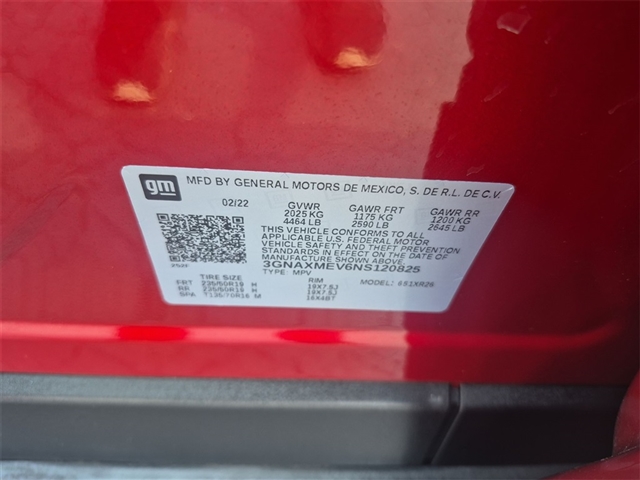 gm
MFD BY GENERAL MOTORS DE MEXICO, S. DE R.L. DE C.V.
02/22 GVWR GAWR FRT GAWR RR
2025 KG 1175 KG 1200 KG
4464 LB 2590 LB 2645 LB
THIS VEHICLE CONFORMS TO ALL
APPLICABLE U.S. FEDERAL MOTOR VEHICLE
SAFETY, BUMPER, AND THEFT PREVENTION
STANDARDS IN EFFECT ON THE DATE OF
MANUFACTURE SHOWN ABOVE.
3GNAXMEV6NS120825
TYPE: MPV MODEL: 6S1XR26
TIRE SIZE RIM
FRT 235/50R19 H 19X7.5J
RR 235/50R19 H 19X7.5J
SPA T135/70R16 M 16X4BT